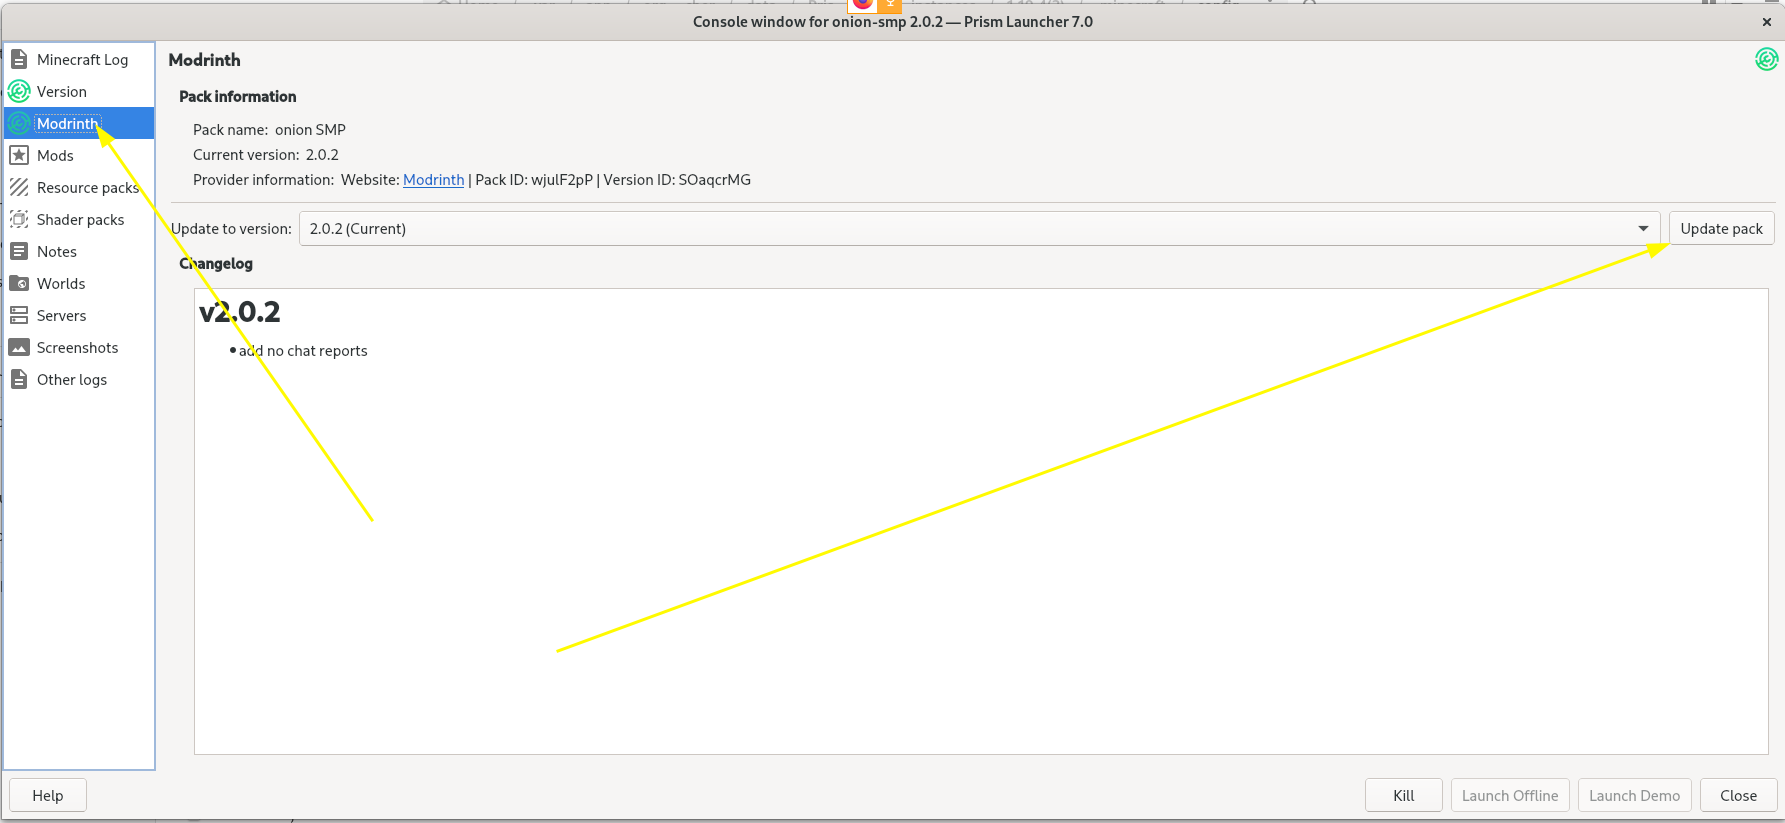 Console window for onion-smp 2.0.2 — Prism Launcher 7.0
Minecraft Log
Version
Modrinth
Mods
Resource packs
Shader packs
Notes
Worlds
Servers
Screenshots
Other logs
Modrinth
Pack information
Pack name: onion SMP
Current version: 2.0.2
Provider information: Website: Modrinth | Pack ID: wjulF2pP | Version ID: SOaqcrMG
Update to version: 2.0.2 (Current) Update pack
Changelog
v2.0.2
• add no chat reports
Help Kill Launch Offline Launch Demo Close